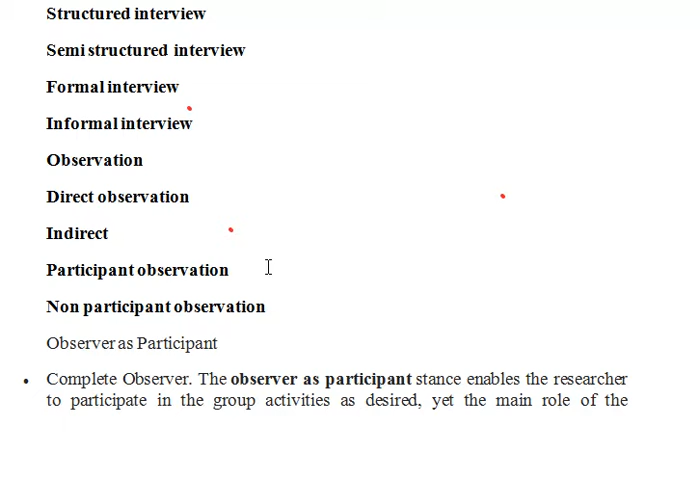 Structured interview
Semi structured interview
Formal interview
Informal interview
Observation
Direct observation
Indirect
Participant observation
Non participant observation
Observer as Participant
• Complete Observer. The observer as participant stance enables the researcher
to participate in the group activities as desired, yet the main role of the